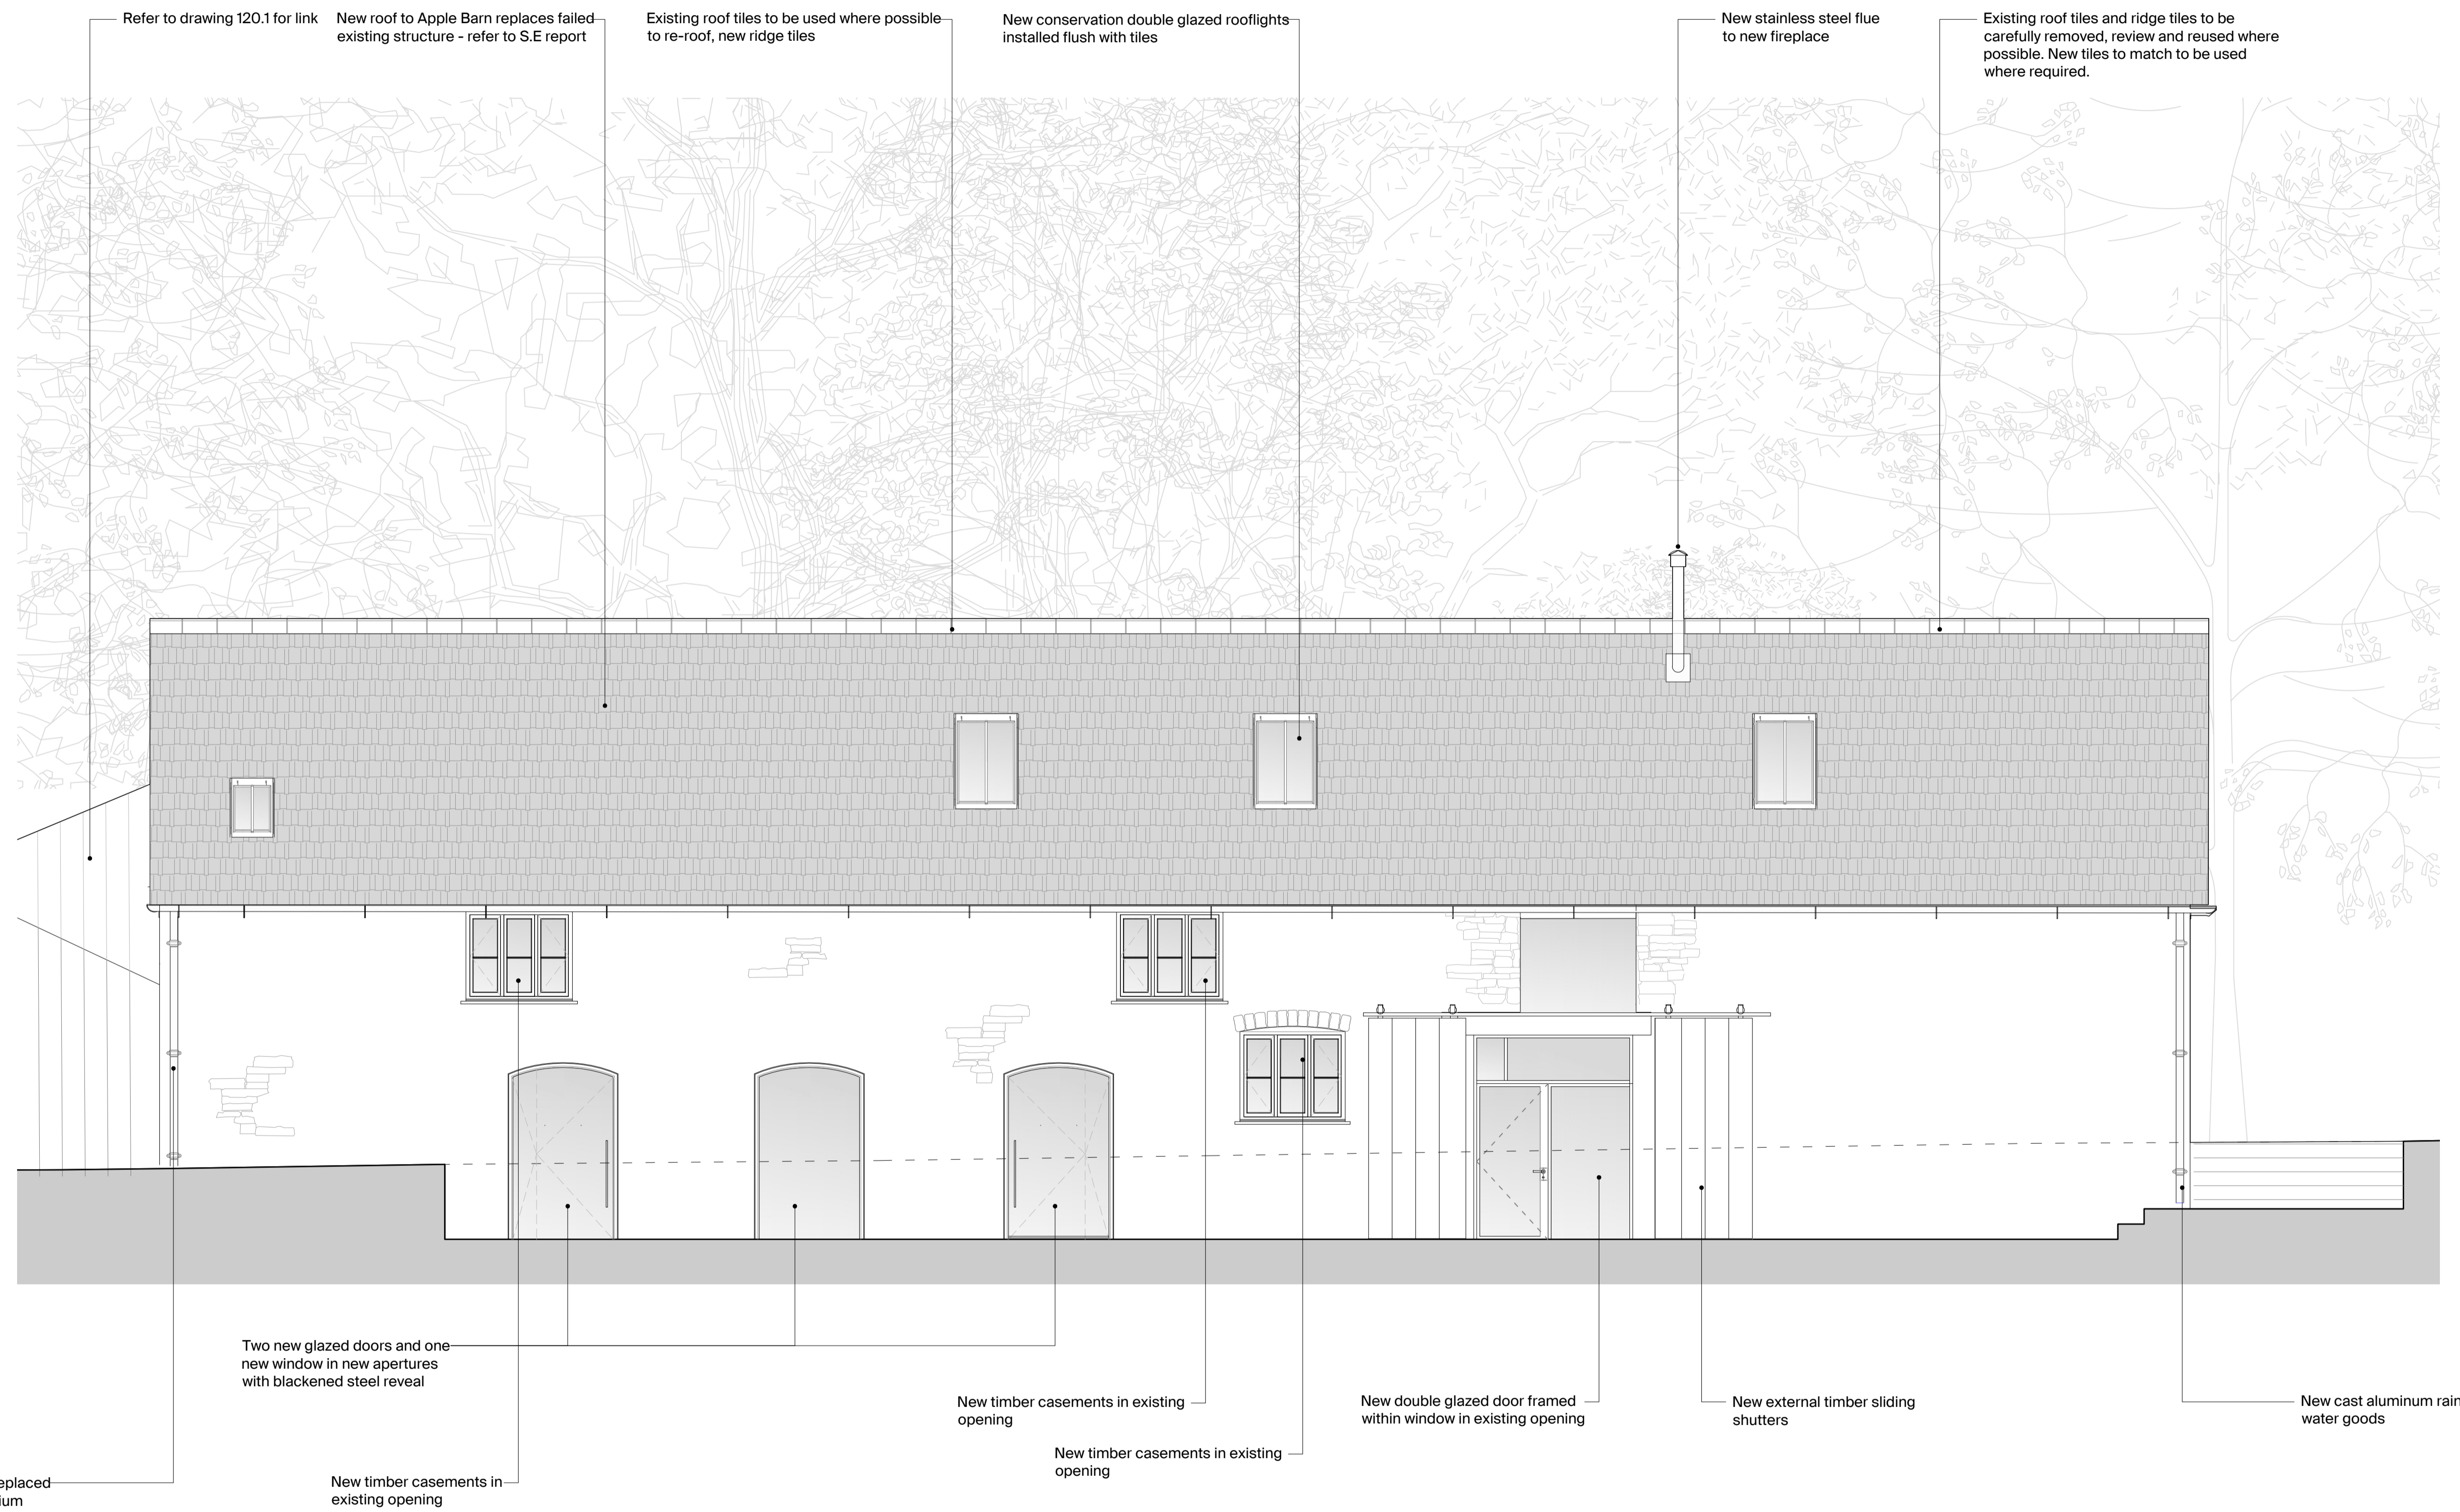 Refer to drawing 120.1 for link
New roof to Apple Barn replaces failed
existing structure - refer to S.E report
Existing roof tiles to be used where possible
to re-roof, new ridge tiles
New conservation double glazed rooflights
installed flush with tiles
New stainless steel flue
to new fireplace
Existing roof tiles and ridge tiles to be
carefully removed, review and reused where
possible. New tiles to match to be used
where required.
Two new glazed doors and one
new window in new apertures
with blackened steel reveal
New timber casements in existing
opening
New double glazed door framed
within window in existing opening
New external timber sliding
shutters
New cast aluminum rain
water goods
New timber casements in existing
opening
eplaced
ium
New timber casements in
existing opening